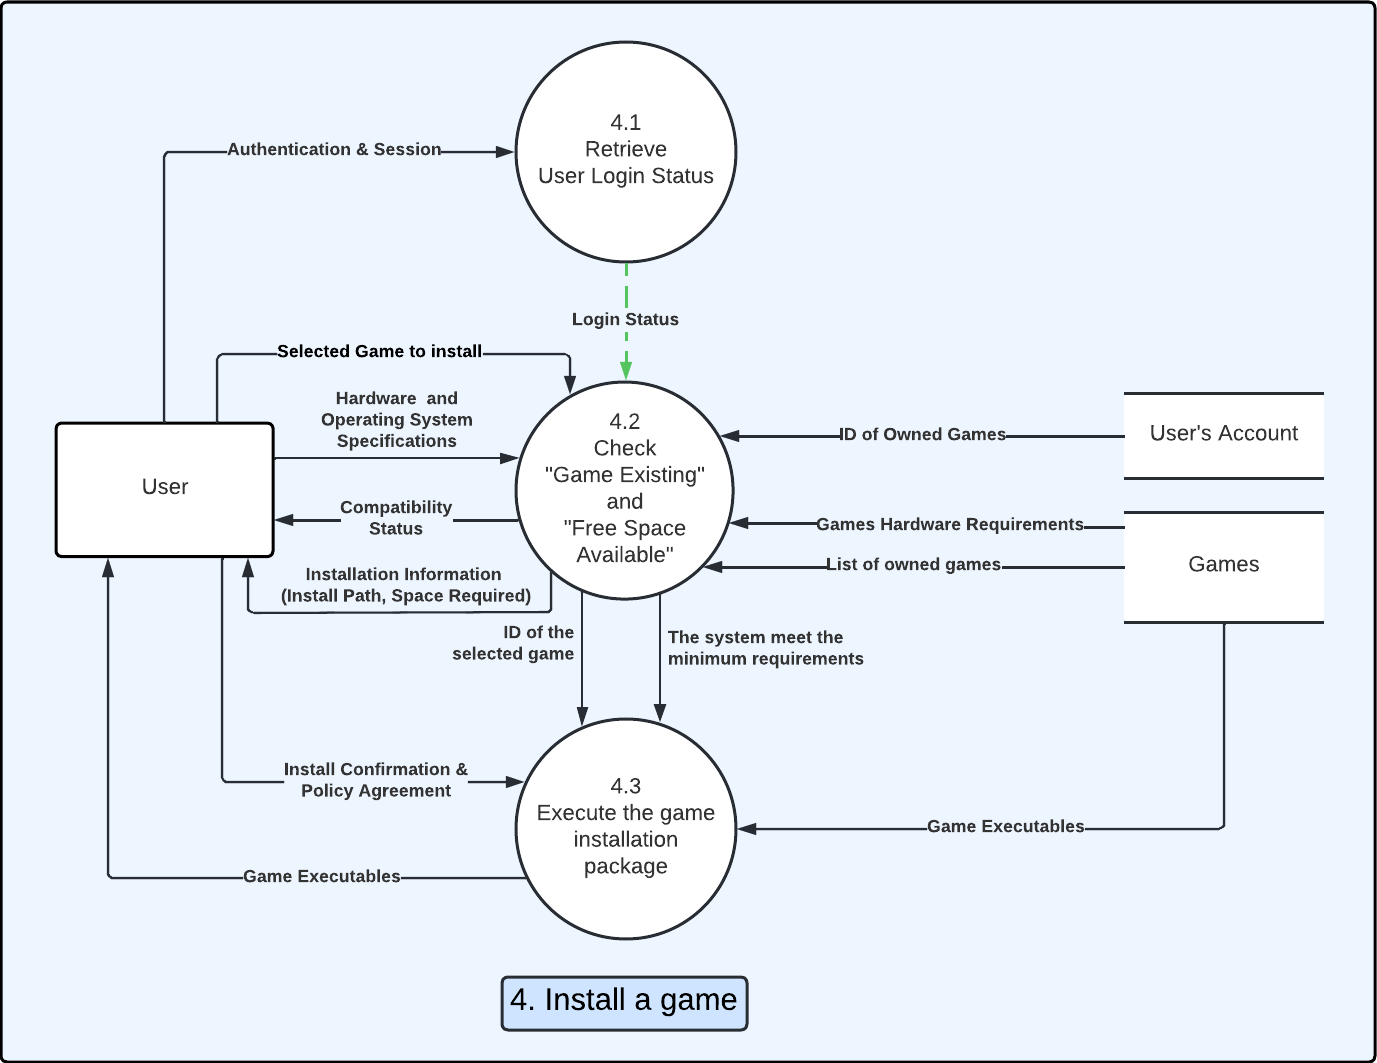 4.1
Retrieve
User Login Status
Authentication & Session
Login Status
Selected Game to install
Hardware and
Operating System
Specifications
4.2
Check
"Game Existing"
and
"Free Space
Available"
ID of Owned Games
User's Account
User
Compatibility
Status
Games Hardware Requirements
List of owned games
Games
Installation Information
(Install Path, Space Required)
ID of the
selected game
The system meet the
minimum requirements
Install Confirmation &
Policy Agreement
4.3
Execute the game
installation
package
Game Executables
Game Executables
4. Install a game